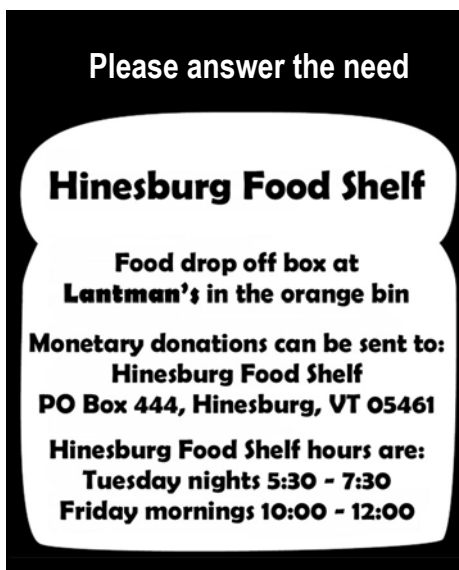 Please answer the need
Hinesburg Food Shelf
Food drop off box at
Lantman's in the orange bin
Monetary donations can be sent to:
Hinesburg Food Shelf
PO Box 444, Hinesburg, VT 05461
Hinesburg Food Shelf hours are:
Tuesday nights 5:30 - 7:30
Friday mornings 10:00 - 12:00